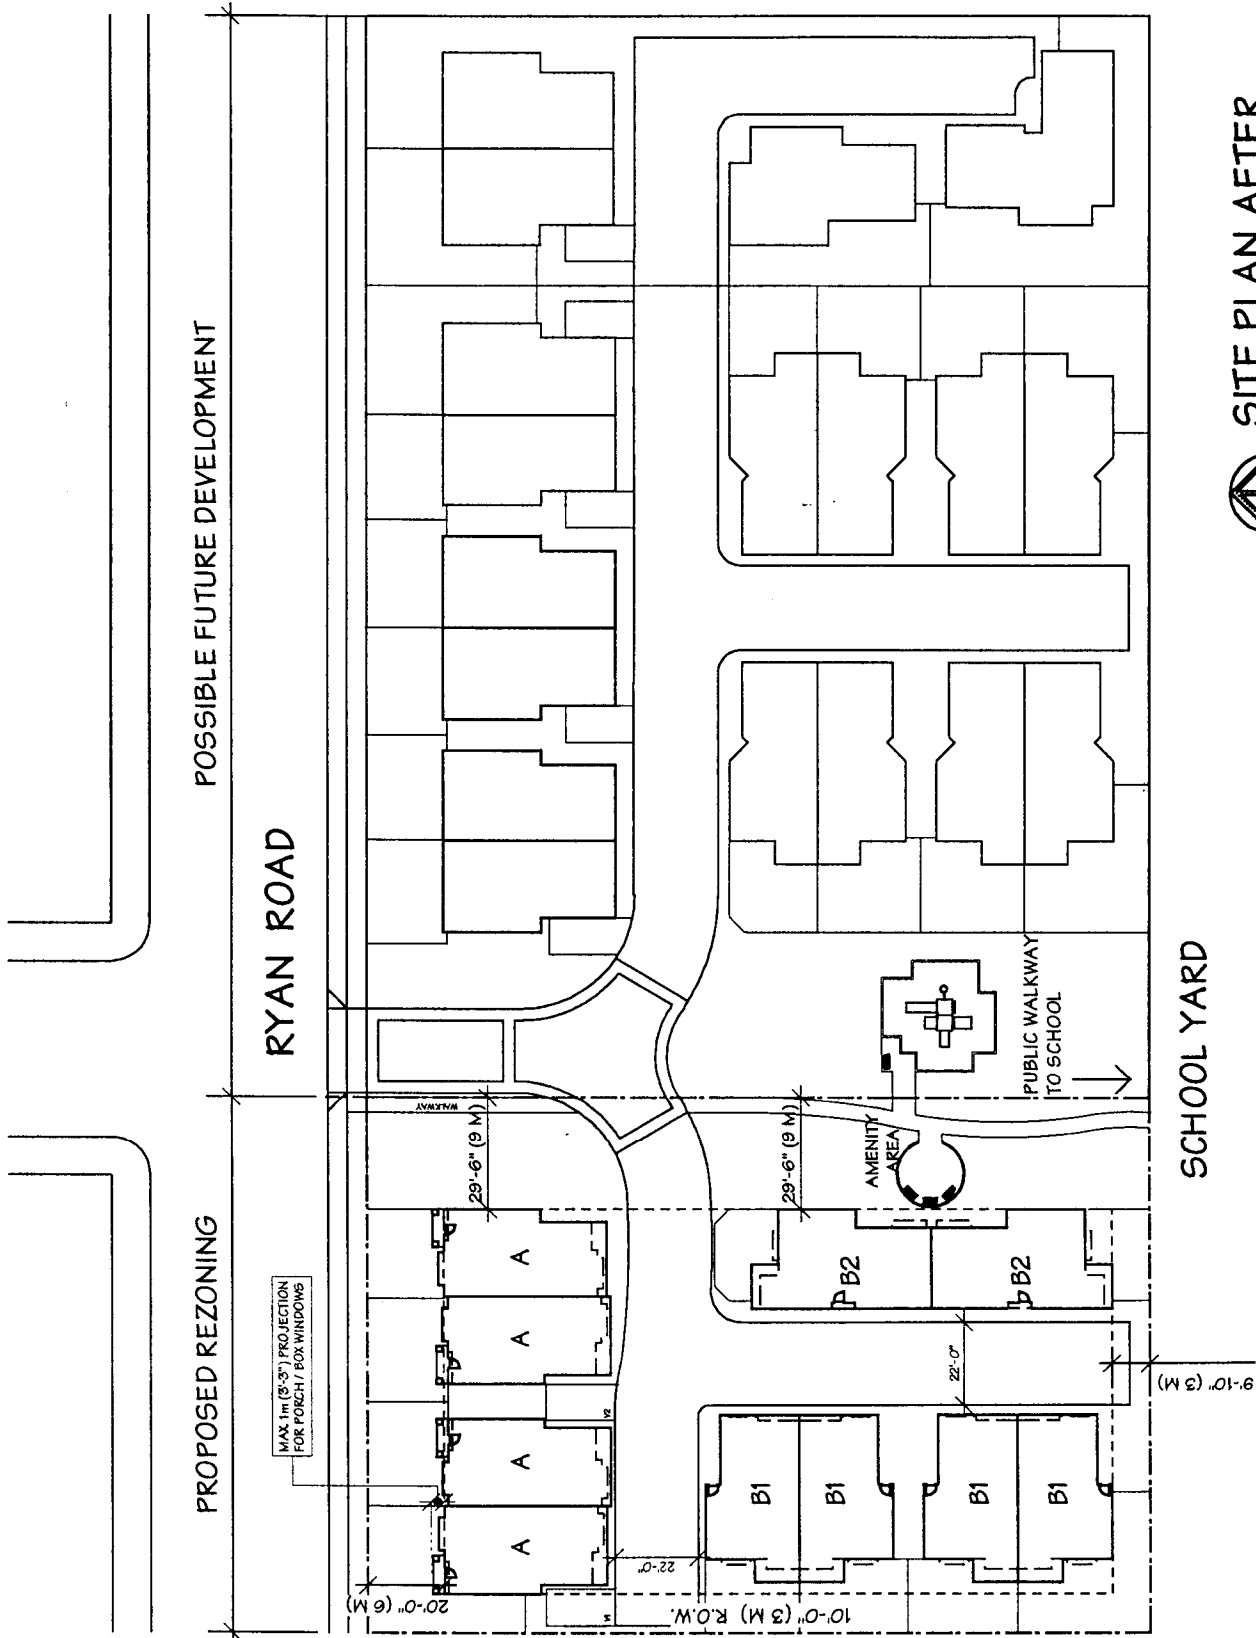 PROPOSED REZONING
POSSIBLE FUTURE DEVELOPMENT
MAX 1m (3'-3") PROJECTION
FOR PORCH / BOX WINDOWS
RYAN ROAD
20'-0" (6 M)
WALKWAY
29'-6" (9 M)
A
A
A
A
V1
V2
22'-0"
10'-0" (3 M) R.O.W.
29'-6" (9 M)
B1
B1
B1
B1
B2
B2
22'-0"
AMENITY
AREA
PUBLIC WALKWAY
TO SCHOOL
9'-10" (3 M)
SCHOOL YARD
SITE PLAN AFTER